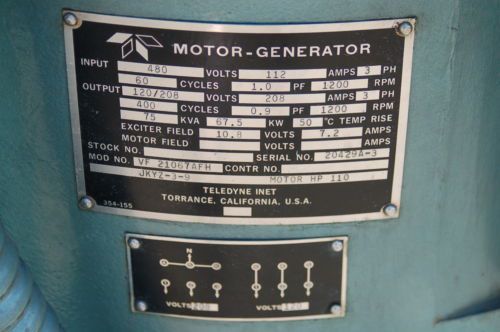 MOTOR-GENERATOR
INPUT 480 VOLTS 112 AMPS 3 PH
60 CYCLES 1.0 PF 1200 RPM
OUTPUT 120/208 VOLTS 208 AMPS 3 PH
400 CYCLES 0.9 PF 1200 RPM
75 KVA 67.5 KW 50 °C TEMP RISE
EXCITER FIELD 10.8 VOLTS 7.2 AMPS
MOTOR FIELD VOLTS AMPS
STOCK NO. SERIAL NO. 20429A-3
MOD NO. VF 21067AFH CONTR NO.
JKYZ-3-9 MOTOR HP 110
TELEDYNE INET
354-155 TORRANCE, CALIFORNIA, U.S.A.
N
VOLTS 208 VOLTS 120